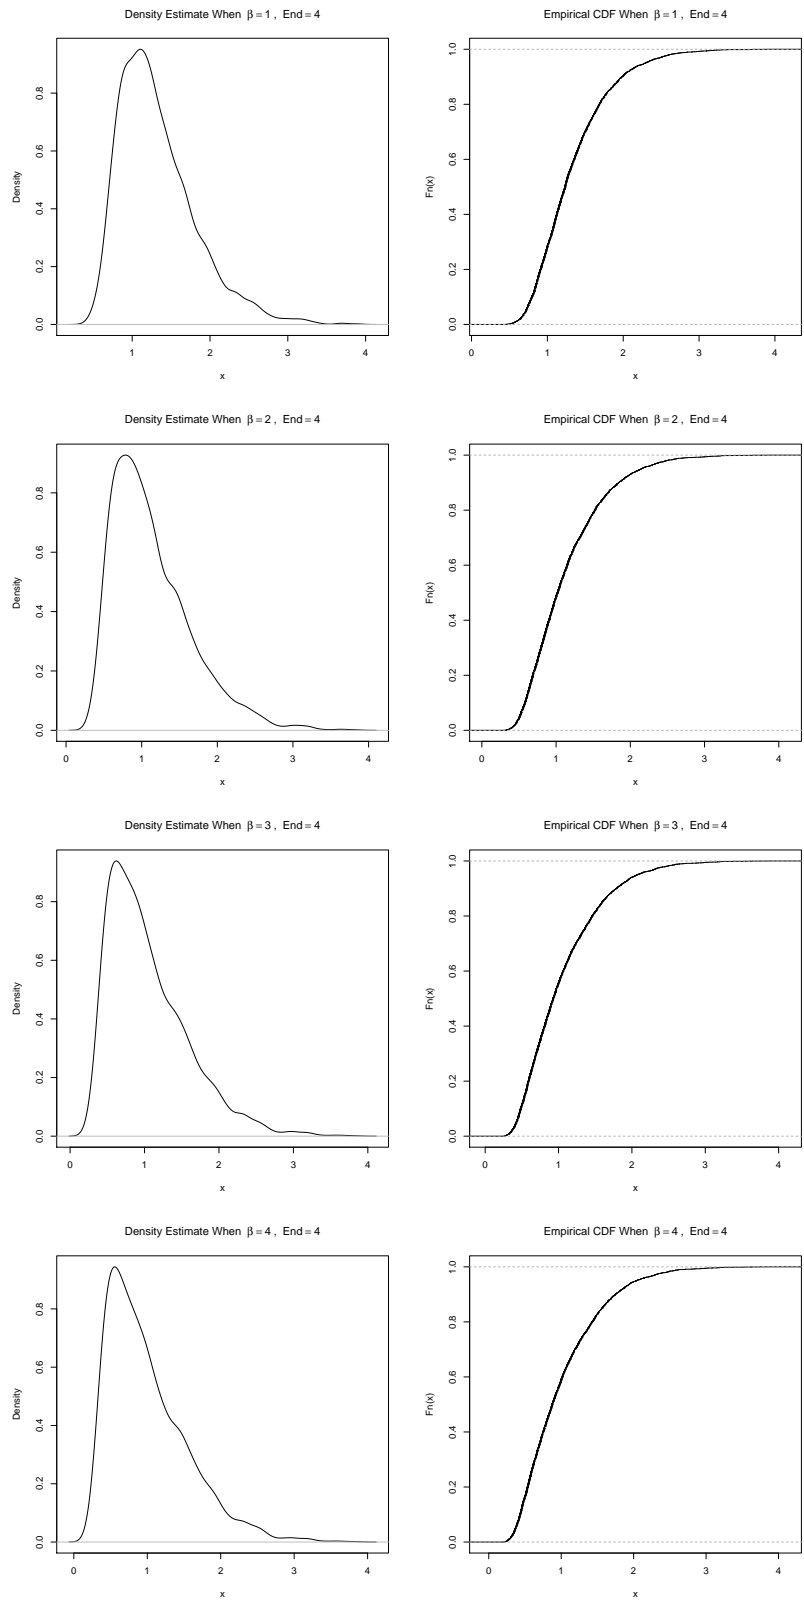 Density Estimate When β = 1 , End = 4
Density
0.0 0.2 0.4 0.6 0.8
1 2 3 4
x
Empirical CDF When β = 1 , End = 4
Fn(x)
0.0 0.2 0.4 0.6 0.8 1.0
0 1 2 3 4
x
Density Estimate When β = 2 , End = 4
Density
0.0 0.2 0.4 0.6 0.8
0 1 2 3 4
x
Empirical CDF When β = 2 , End = 4
Fn(x)
0.0 0.2 0.4 0.6 0.8 1.0
0 1 2 3 4
x
Density Estimate When β = 3 , End = 4
Density
0.0 0.2 0.4 0.6 0.8
0 1 2 3 4
x
Empirical CDF When β = 3 , End = 4
Fn(x)
0.0 0.2 0.4 0.6 0.8 1.0
0 1 2 3 4
x
Density Estimate When β = 4 , End = 4
Density
0.0 0.2 0.4 0.6 0.8
0 1 2 3 4
x
Empirical CDF When β = 4 , End = 4
Fn(x)
0.0 0.2 0.4 0.6 0.8 1.0
0 1 2 3 4
x